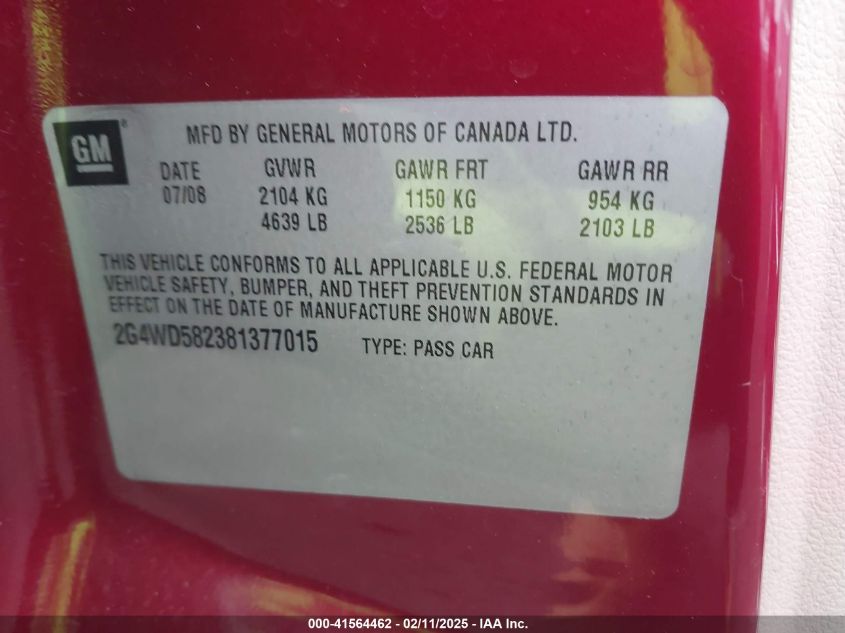 GM®
MFD BY GENERAL MOTORS OF CANADA LTD.
DATE GVWR GAWR FRT GAWR RR
07/08 2104 KG 1150 KG 954 KG
4639 LB 2536 LB 2103 LB
THIS VEHICLE CONFORMS TO ALL APPLICABLE U.S. FEDERAL MOTOR
VEHICLE SAFETY, BUMPER, AND THEFT PREVENTION STANDARDS IN
EFFECT ON THE DATE OF MANUFACTURE SHOWN ABOVE.
2G4WD582381377015 TYPE: PASS CAR
000-41564462 - 02/11/2025 - IAA Inc.